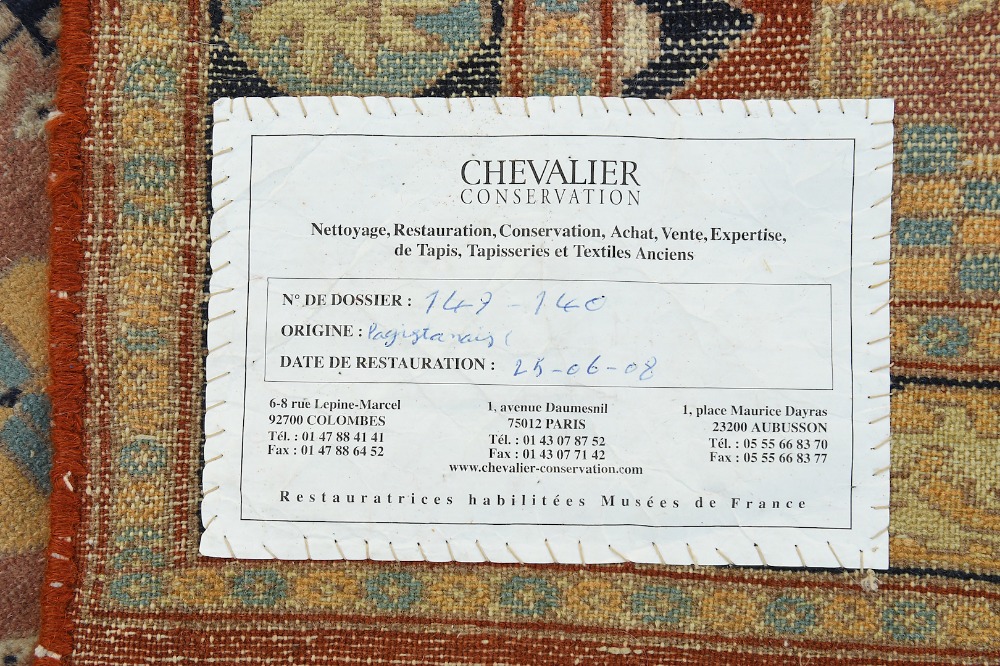 CHEVALIER
CONSERVATION
Nettoyage, Restauration, Conservation, Achat, Vente, Expertise,
de Tapis, Tapisseries et Textiles Anciens
N° DE DOSSIER : 147-140
ORIGINE :
DATE DE RESTAURATION : 25-06-08
6-8 rue Lepine-Marcel
92700 COLOMBES
Tél. : 01 47 88 41 41
Fax : 01 47 88 64 52
1, avenue Daumesnil
75012 PARIS
Tél. : 01 43 07 87 52
Fax : 01 43 07 71 42
www.chevalier-conservation.com
1, place Maurice Dayras
23200 AUBUSSON
Tél. : 05 55 66 83 70
Fax : 05 55 66 83 77
Restauratrices habilitées Musées de France